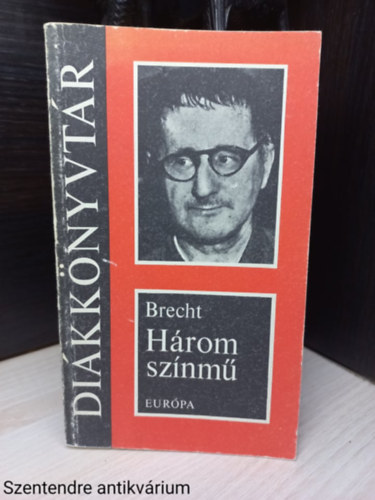 DIÁKKÖNYVTÁR
Brecht
Három
színmű
EURÓPA
Szentendre antikvárium